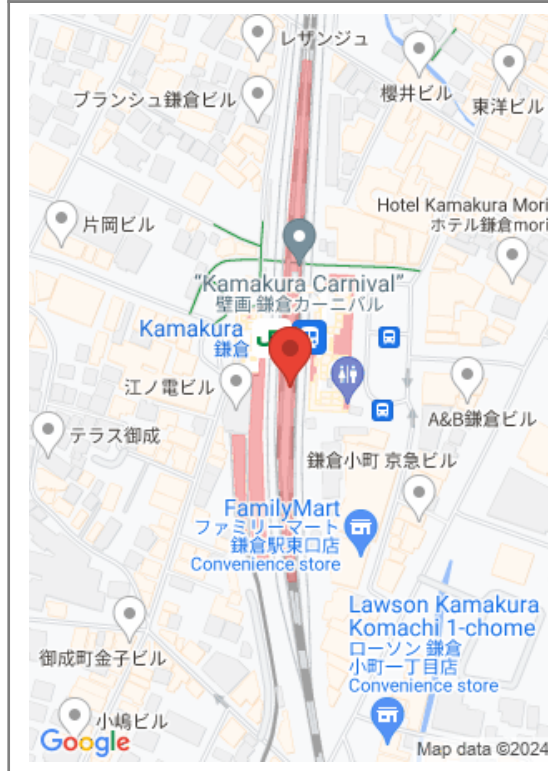 レザンジュ
ブランシュ鎌倉ビル
櫻井ビル
東洋ビル
片岡ビル
Hotel Kamakura Mori
ホテル鎌倉mori
"Kamakura Carnival"
壁画 鎌倉カーニバル
Kamakura
鎌倉
江ノ電ビル
テラス御成
A&B鎌倉ビル
鎌倉小町 京急ビル
FamilyMart
ファミリーマート
鎌倉駅東口店
Convenience store
Lawson Kamakura
Komachi 1-chome
ローソン 鎌倉
小町一丁目店
Convenience store
御成町金子ビル
小嶋ビル
Google
Map data ©2024